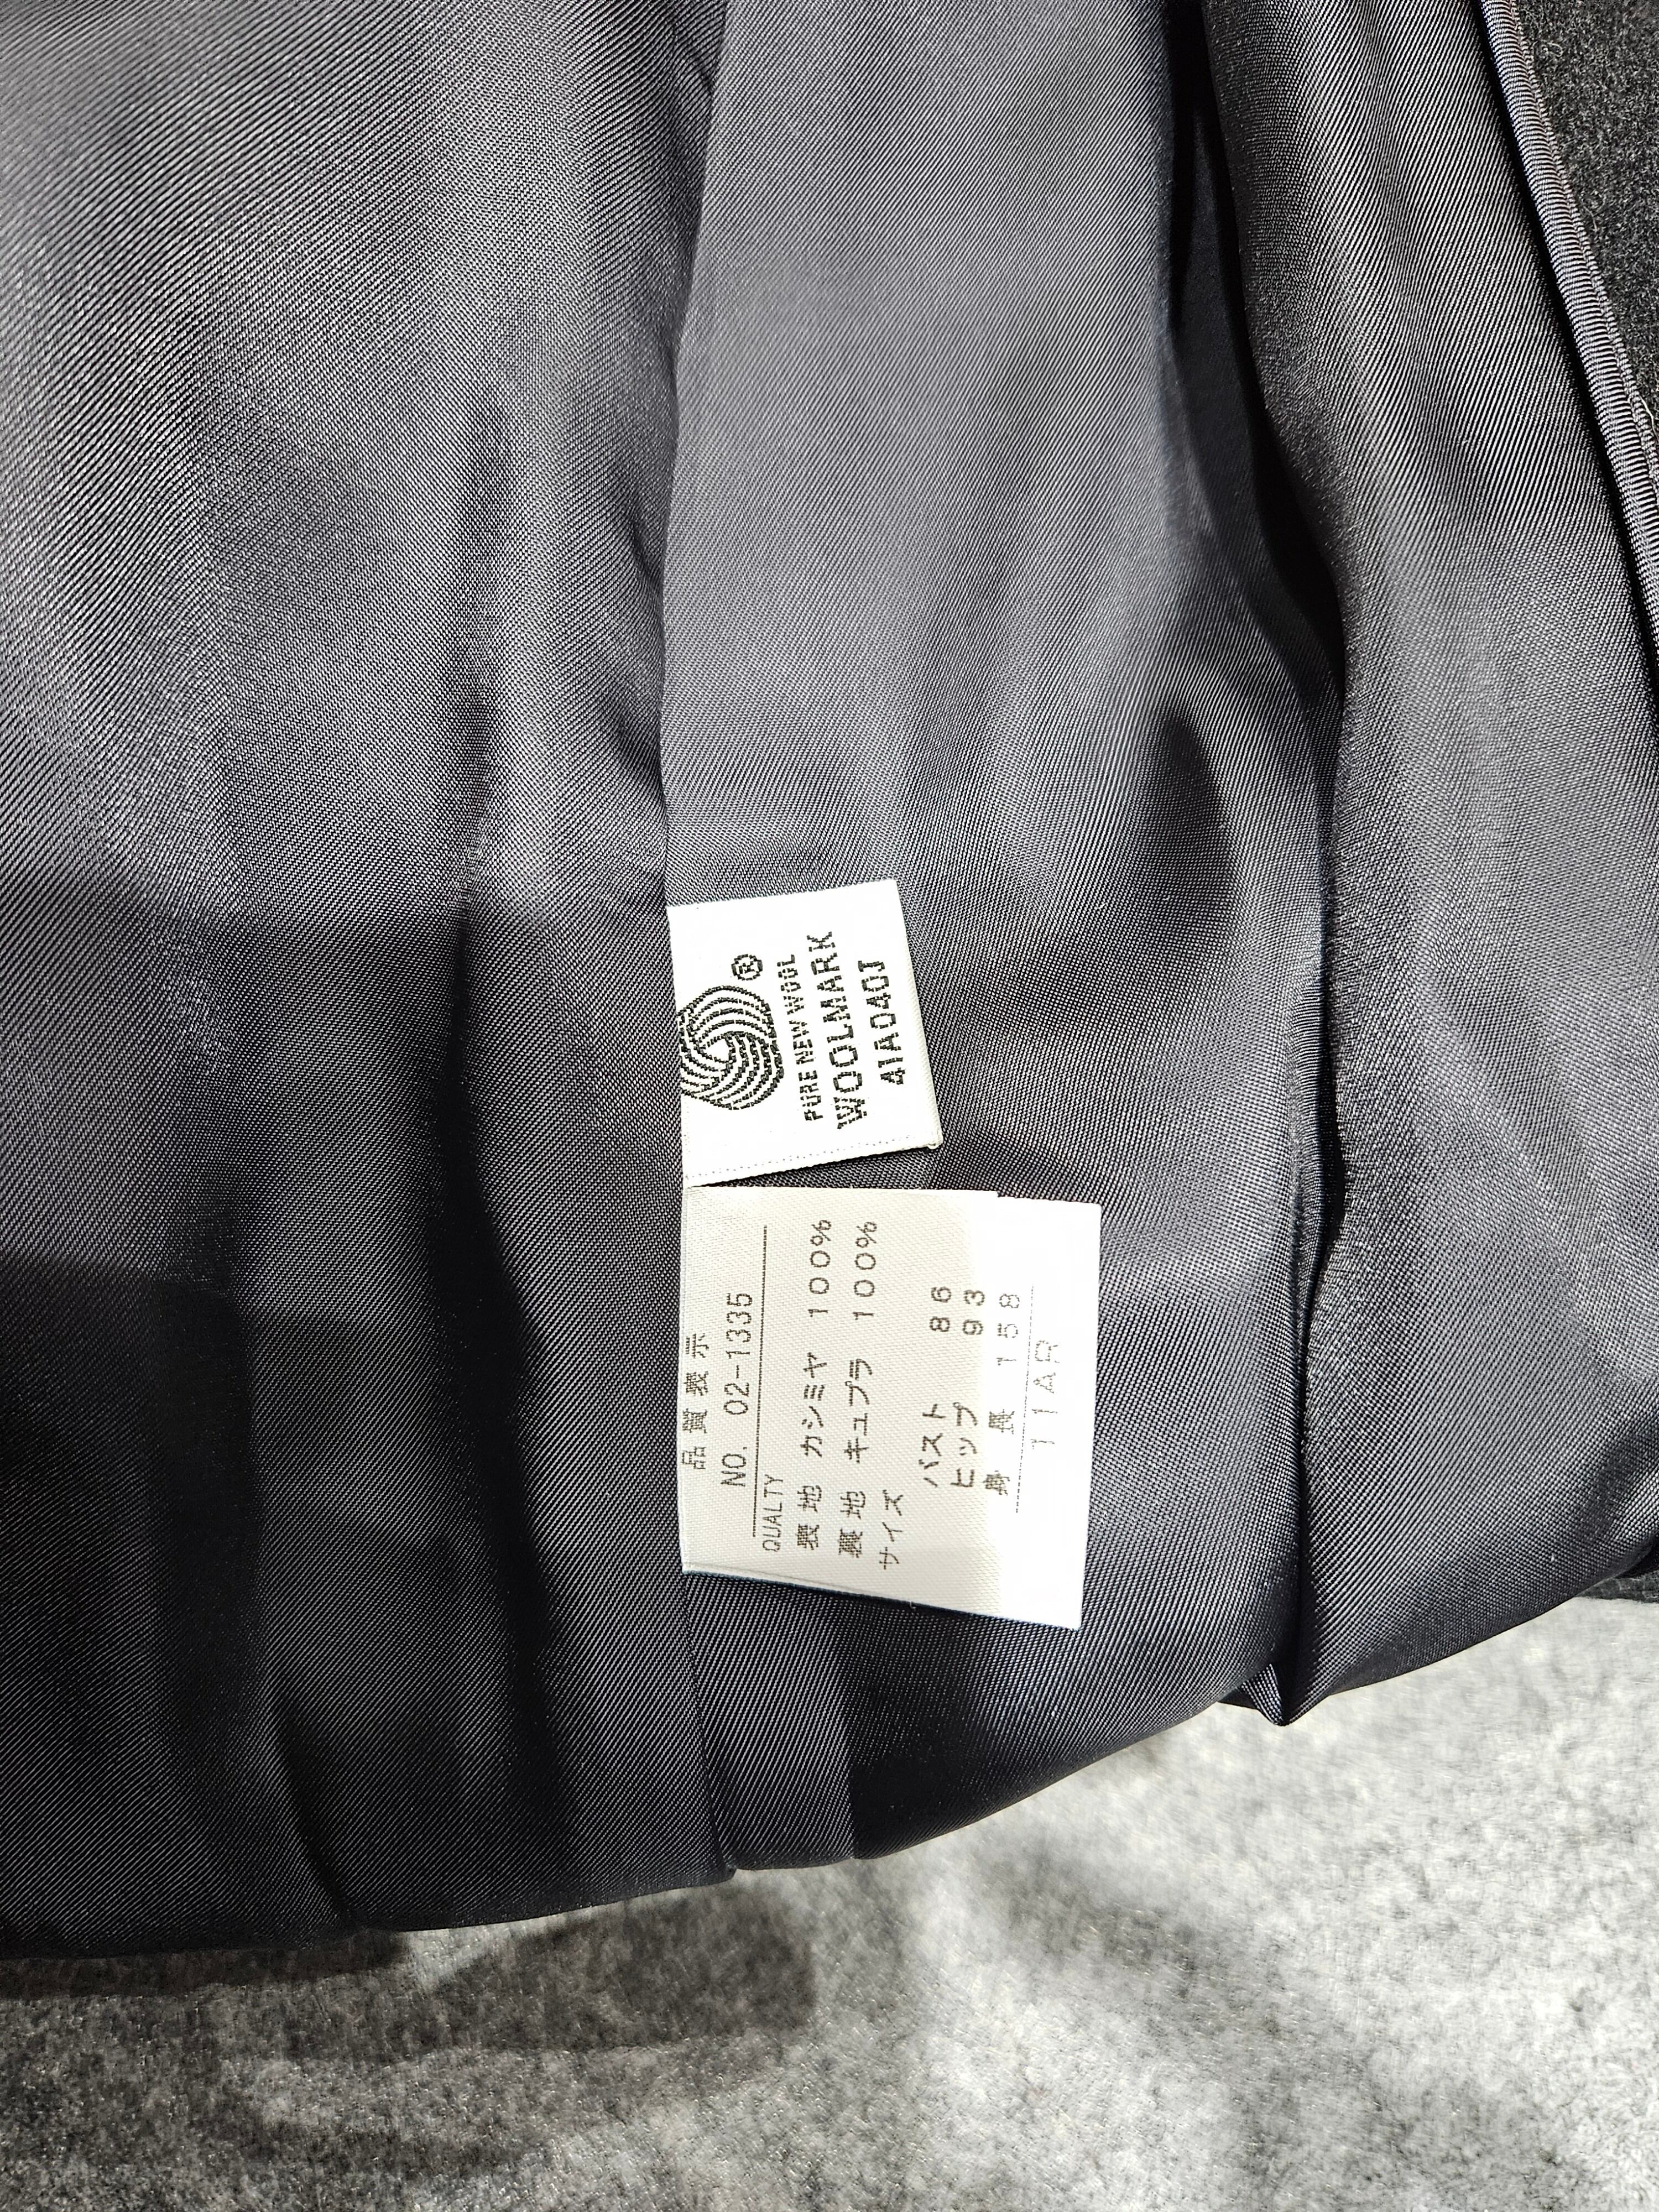 ®
PURE NEW WOOL
WOOLMARK
41A040J
品質表示
NO. 02-1335
QUALTY
表地 カシミヤ 100%
裏地 キュプラ 100%
サイズ
バスト 86
ヒップ 93
身長 158
11AR